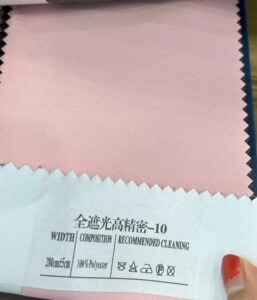 全遮光高精密-10
WIDTH COMPOSITION RECOMMENDED CLEANING
280cm±5cm 100%Polyester